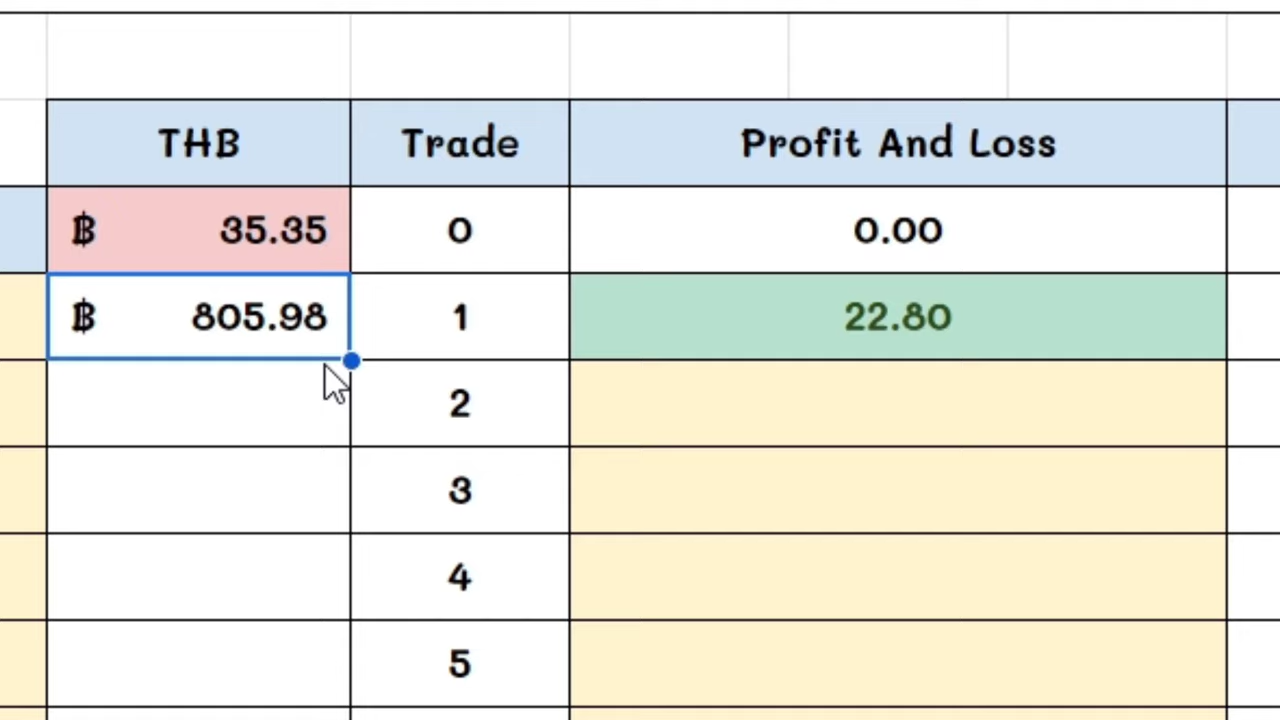 THB Trade Profit And Loss
฿ 35.35 0 0.00
฿ 805.98 1 22.80
2
3
4
5